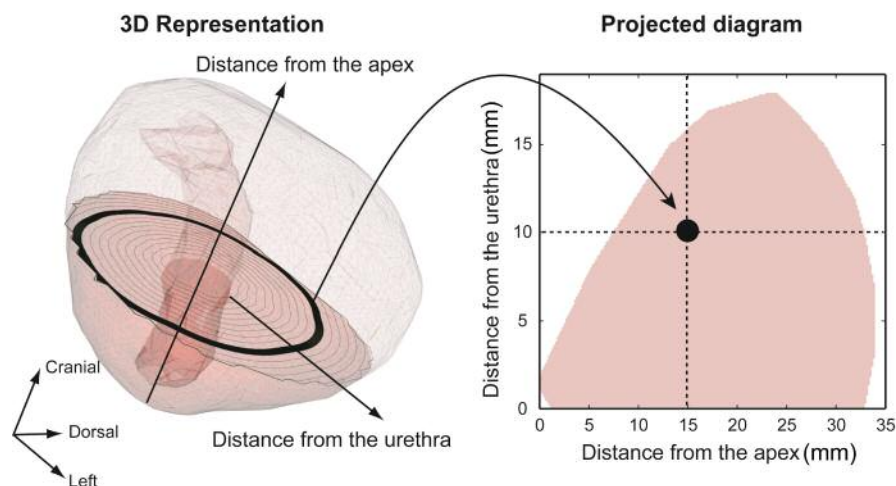 3D Representation
Distance from the apex
Cranial
Dorsal
Left
Distance from the urethra
Projected diagram
Distance from the urethra (mm)
15
10
5
0
0 5 10 15 20 25 30 35
Distance from the apex (mm)